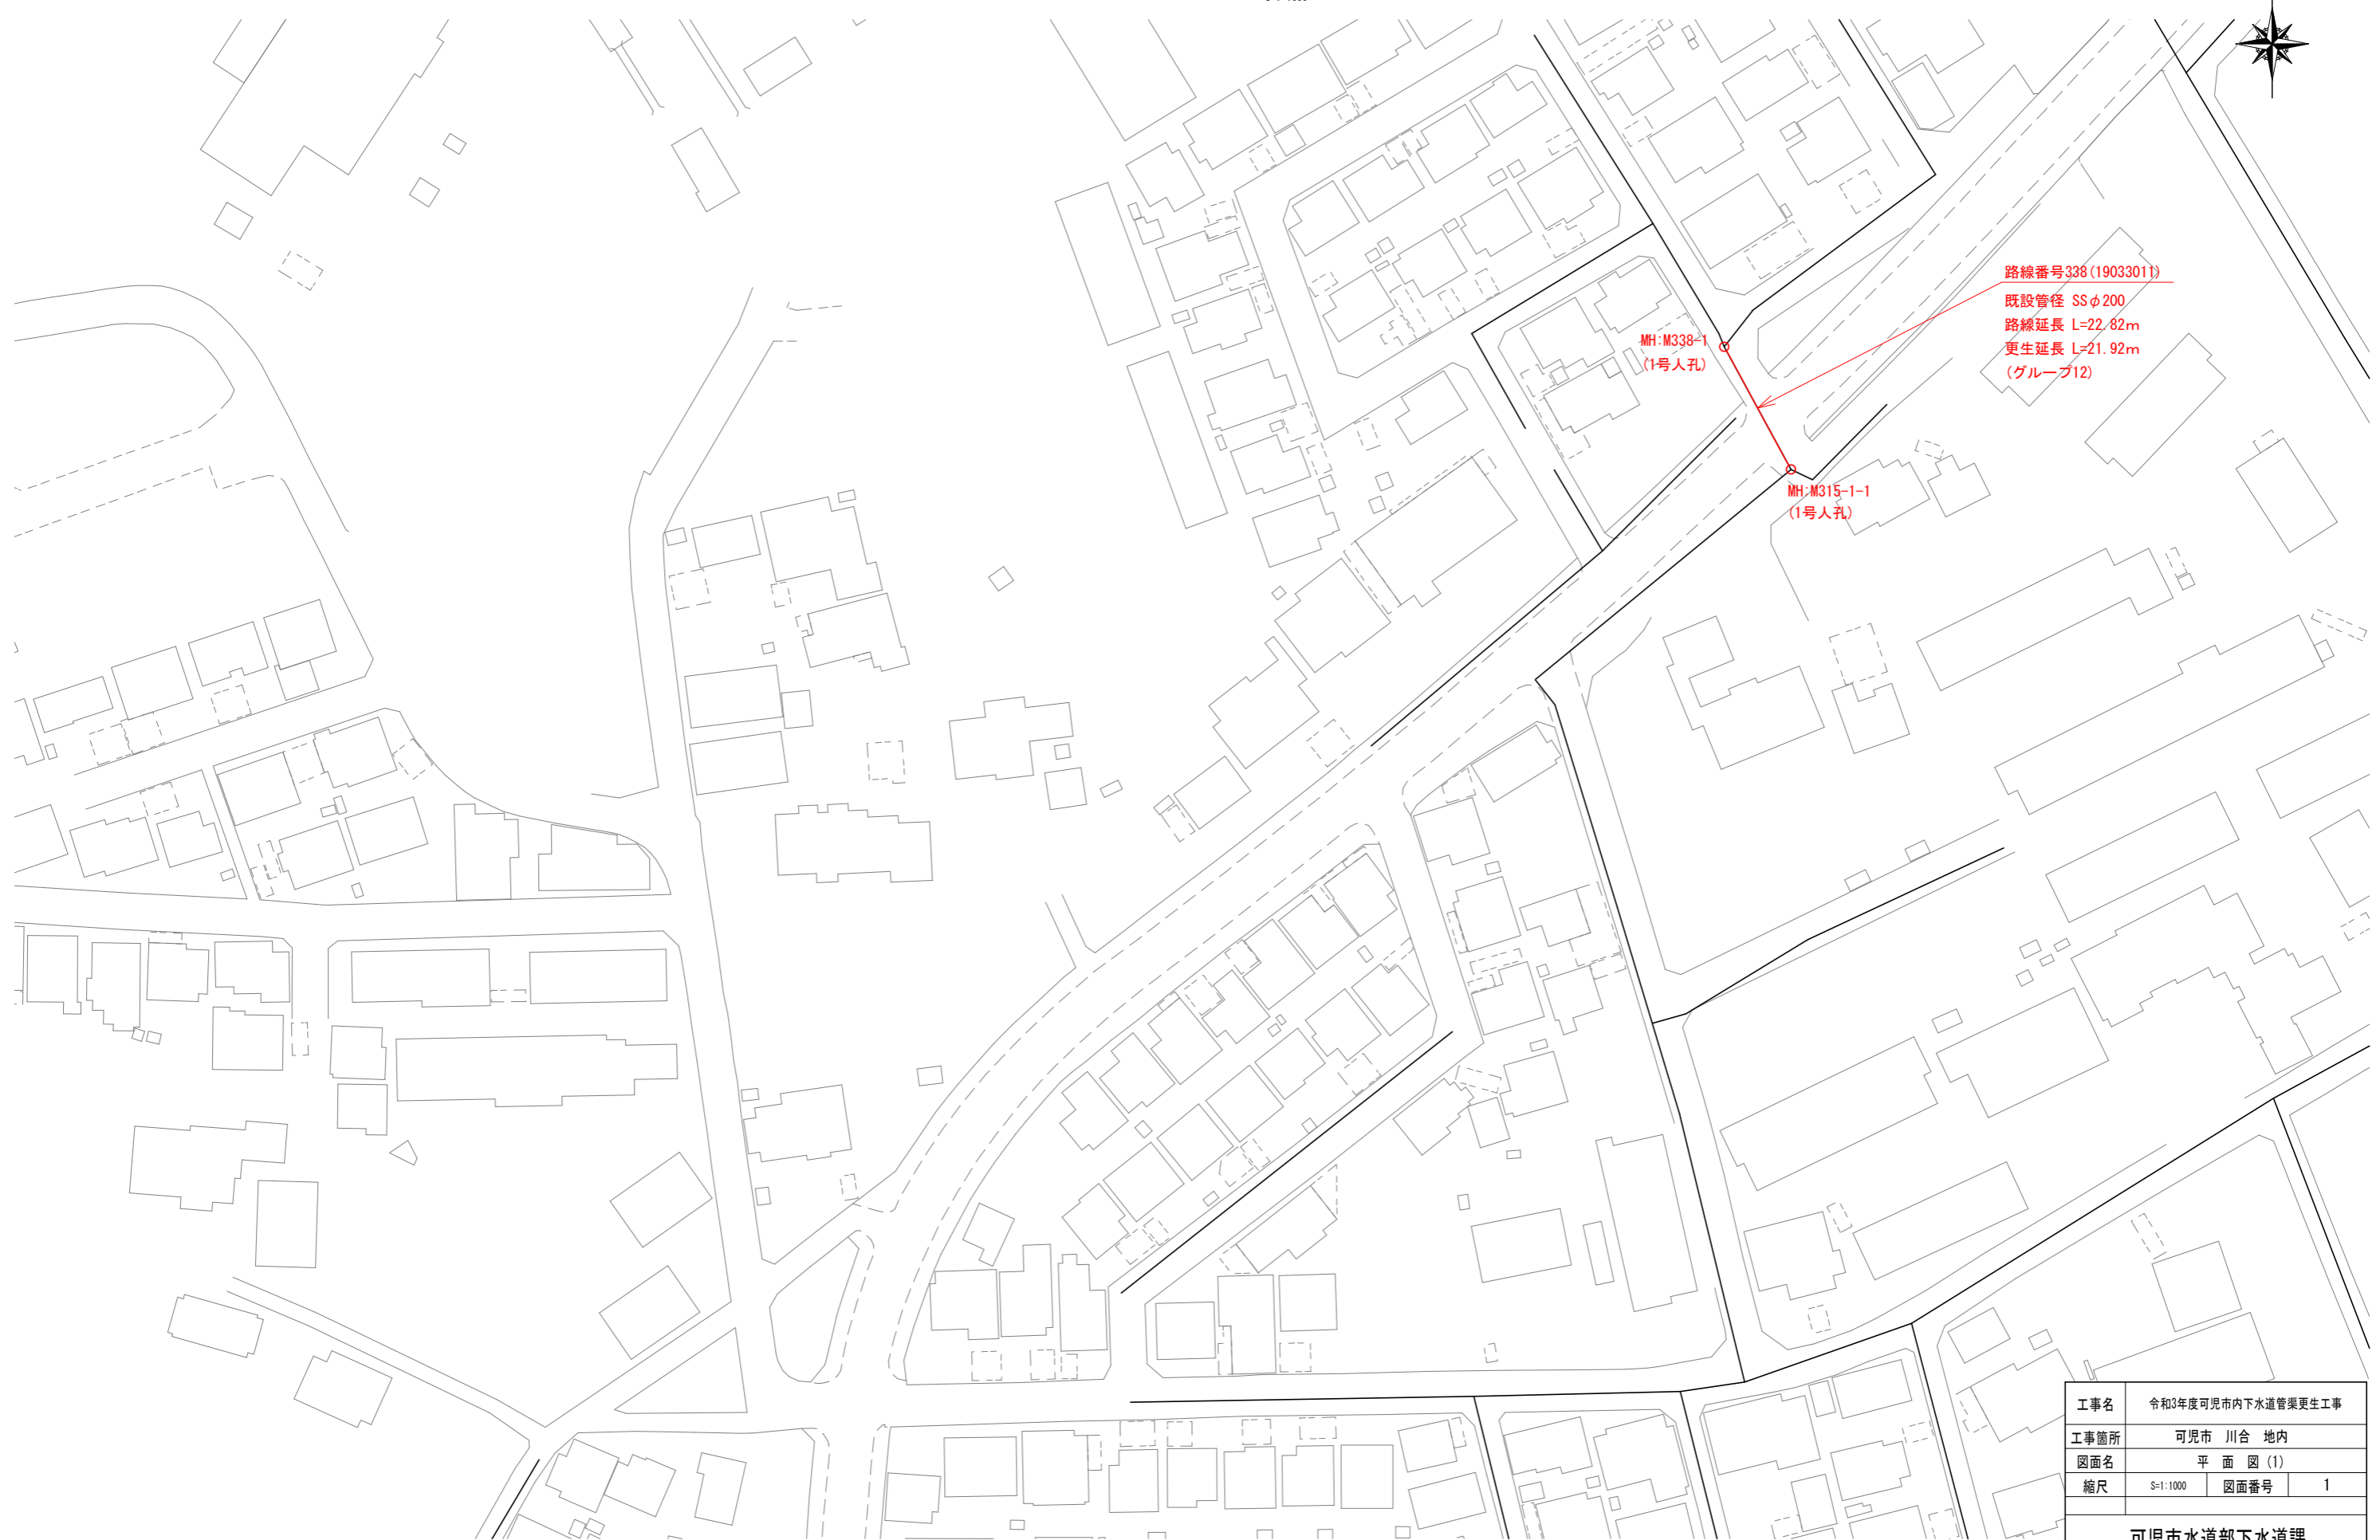 路線番号338(19033011)
既設管径 SSφ200
路線延長 L=22.82m
更生延長 L=21.92m
(グループ12)
MH:M338-1
(1号人孔)
MH:M315-1-1
(1号人孔)
工事名 令和3年度可児市内下水道管渠更生工事
工事箇所 可児市 川合 地内
図面名 平 面 図(1)
縮尺 S=1:1000 図面番号 1
可児市水道部下水道課